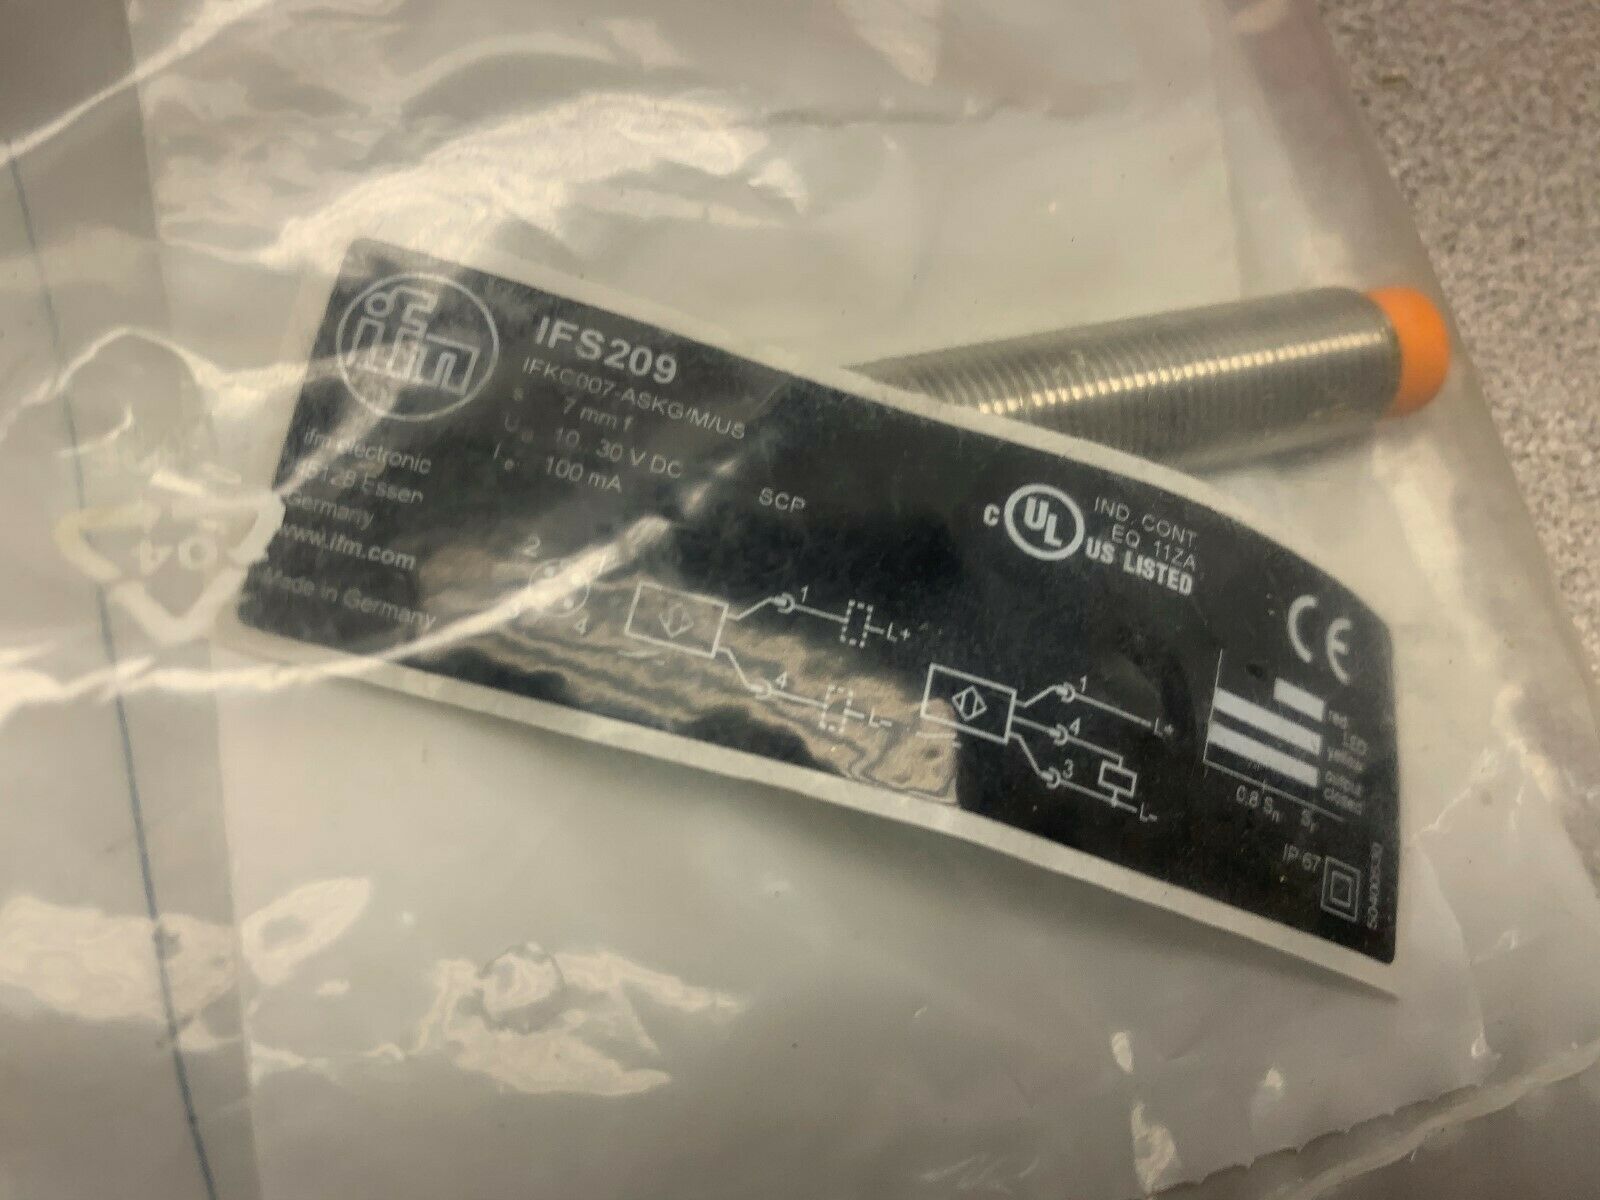 ifm
IFS209
IFKC007-ASKG/M/US
s 7 mm f
10...30 V DC
100 mA
SCP
ifm electronic
45128 Essen
Germany
www.ifm.com
Made in Germany
2
4
1
L+
4
L-
1
L+
4
3
L-
C UL US LISTED
IND. CONT.
EQ. 11ZA
CE
red
LED
yellow
output
closed
0.8 Sn
Sr
IP 67
04